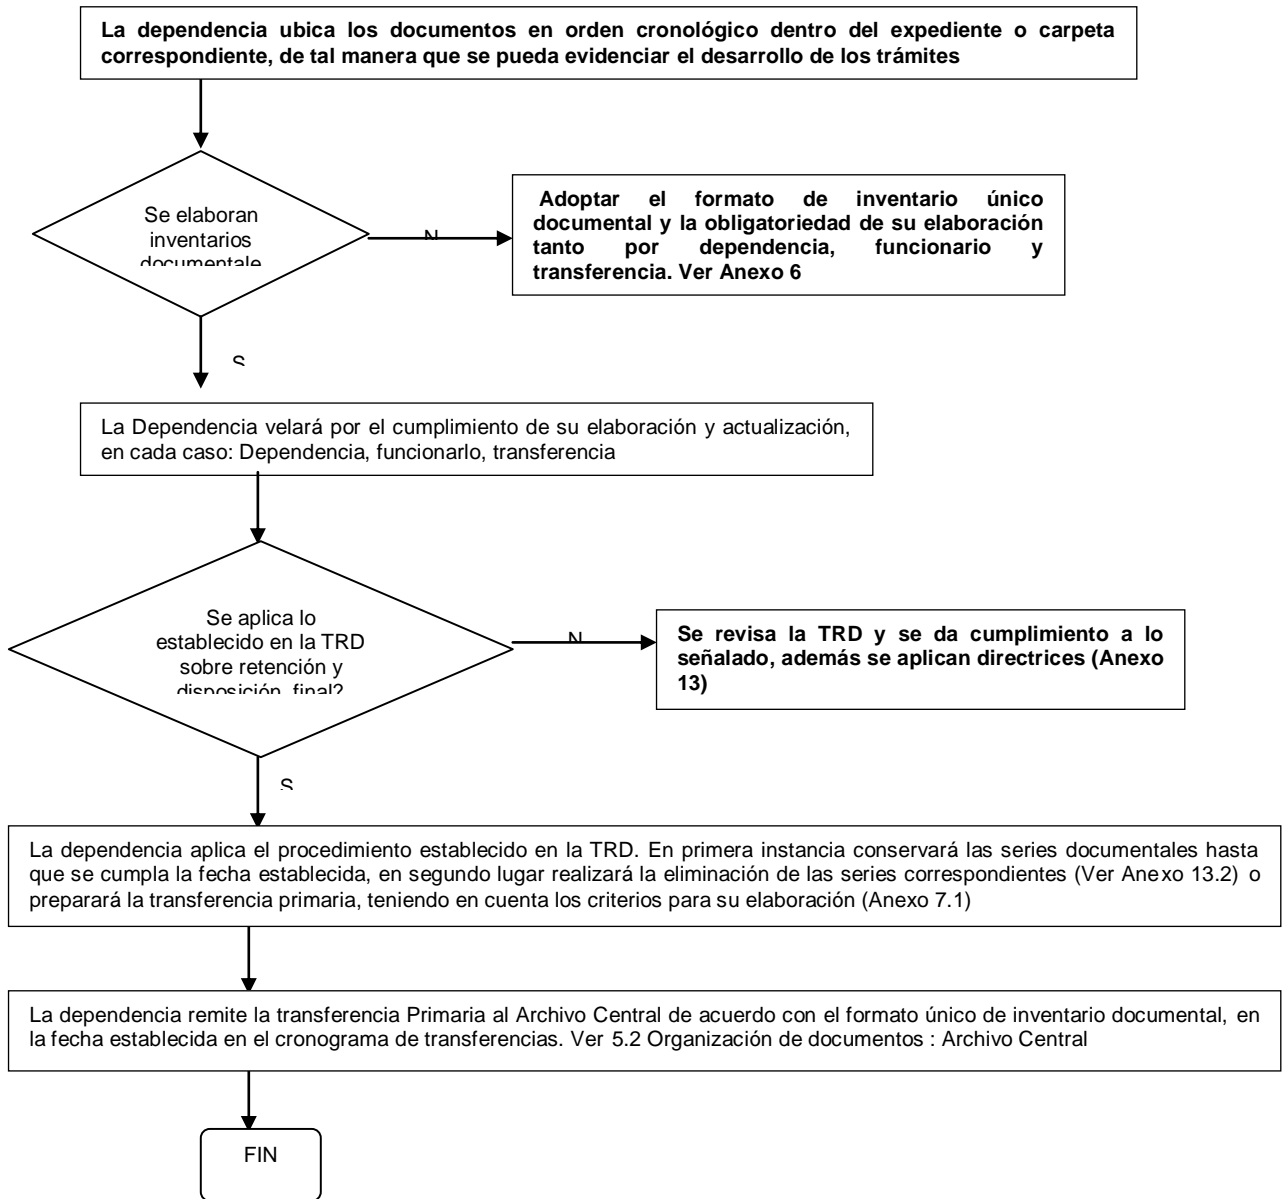 La dependencia ubica los documentos en orden cronológico dentro del expediente o carpeta
correspondiente, de tal manera que se pueda evidenciar el desarrollo de los trámites
Se elaboran
inventarios
documentale
N
Adoptar el formato de inventario único
documental y la obligatoriedad de su elaboración
tanto por dependencia, funcionario y
transferencia. Ver Anexo 6
S
La Dependencia velará por el cumplimiento de su elaboración y actualización,
en cada caso: Dependencia, funcionarlo, transferencia
Se aplica lo
establecido en la TRD
sobre retención y
disposición final?
N
Se revisa la TRD y se da cumplimiento a lo
señalado, además se aplican directrices (Anexo
13)
S
La dependencia aplica el procedimiento establecido en la TRD. En primera instancia conservará las series documentales hasta
que se cumpla la fecha establecida, en segundo lugar realizará la eliminación de las series correspondientes (Ver Anexo 13.2) o
preparará la transferencia primaria, teniendo en cuenta los criterios para su elaboración (Anexo 7.1)
La dependencia remite la transferencia Primaria al Archivo Central de acuerdo con el formato único de inventario documental, en
la fecha establecida en el cronograma de transferencias. Ver 5.2 Organización de documentos : Archivo Central
FIN